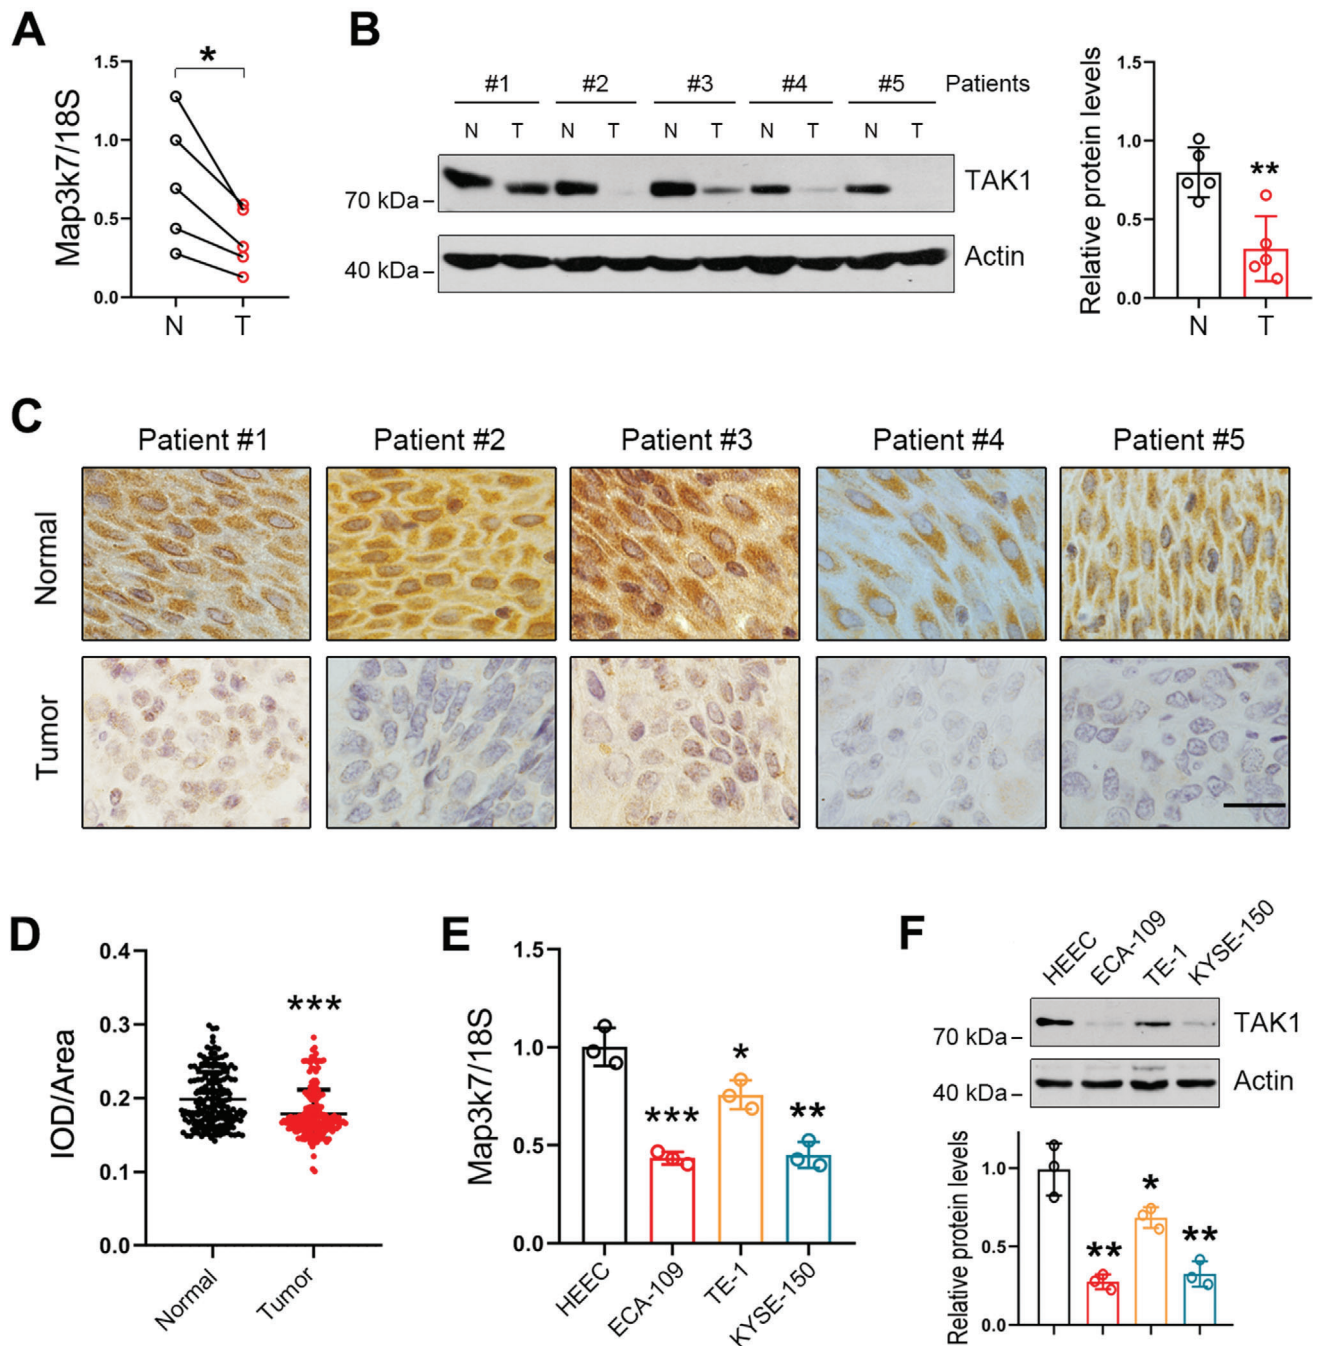 A
Map3k7/18S
1.5
1.0
0.5
0.0
*
N T
B
#1 #2 #3 #4 #5 Patients
N T N T N T N T N T
70 kDa
TAK1
40 kDa
Actin
Relative protein levels
1.5
1.0
0.5
0.0
**
N T
C
Patient #1 Patient #2 Patient #3 Patient #4 Patient #5
Normal
Tumor
D
IOD/Area
0.4
0.3
0.2
0.1
0.0
***
Normal Tumor
E
Map3k7/18S
1.5
1.0
0.5
0.0
*** * **
HEEC ECA-109 TE-1 KYSE-150
F
HEEC ECA-109 TE-1 KYSE-150
70 kDa
TAK1
40 kDa
Actin
Relative protein levels
1.0
0.5
0.0
** * **